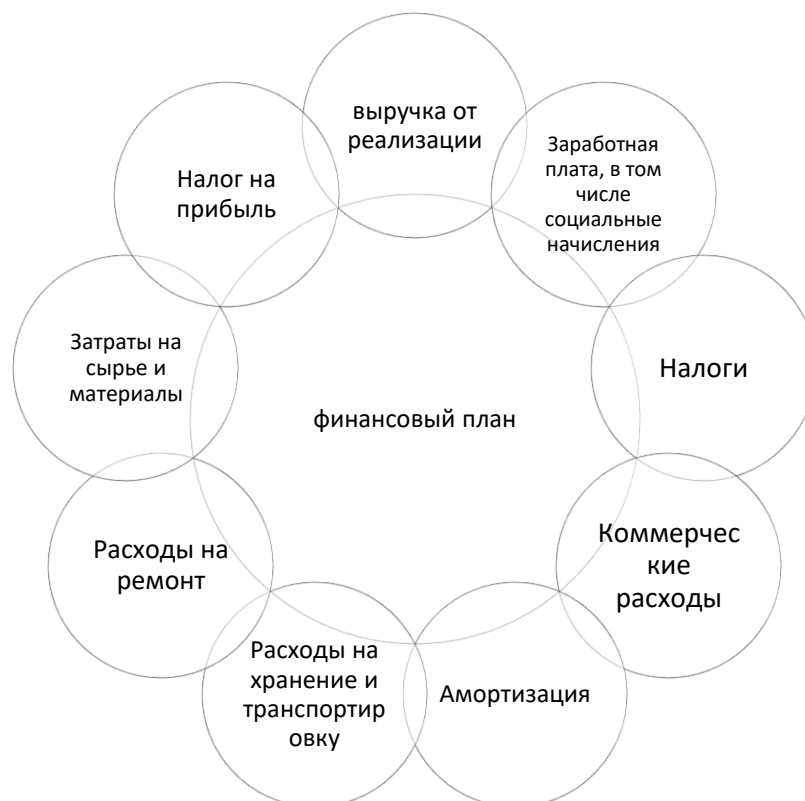 выручка от
реализации
Заработная
плата, в том
числе
социальные
начисления
Налоги
Коммерчес
кие
расходы
Амортизация
Расходы на
хранение и
транспортир
овку
Расходы на
ремонт
Затраты на
сырье и
материалы
Налог на
прибыль
финансовый план